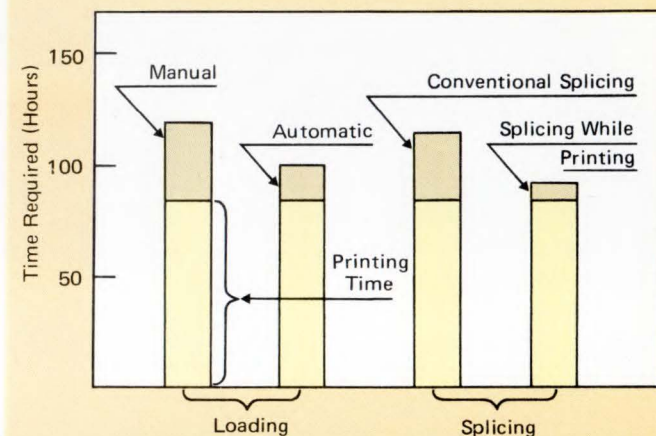 Time Required (Hours)
150
100
50
Manual
Automatic
Conventional Splicing
Splicing While
Printing
Printing
Time
Loading
Splicing